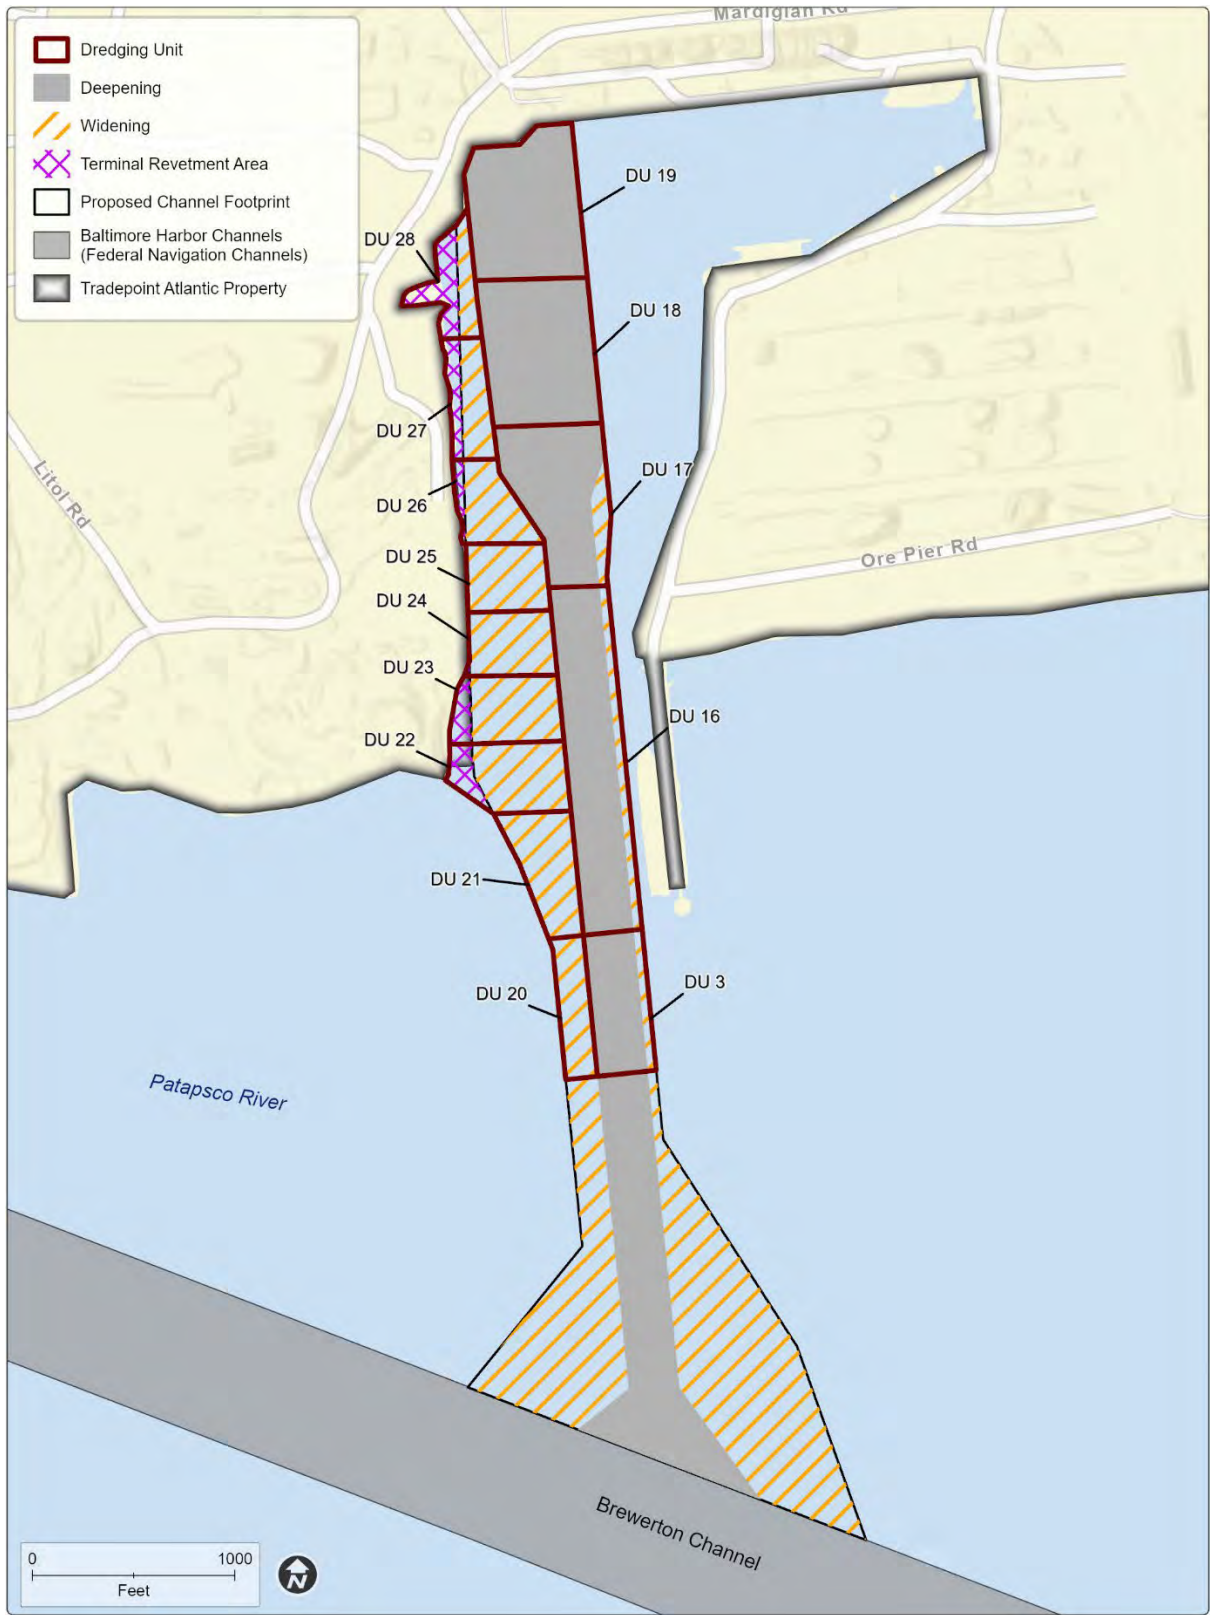 Mardigian Rd
Dredging Unit
Deepening
Widening
Terminal Revetment Area
Proposed Channel Footprint
Baltimore Harbor Channels
(Federal Navigation Channels)
Tradepoint Atlantic Property
DU 19
DU 28
DU 18
DU 27
DU 17
Litol Rd
DU 26
Ore Pier Rd
DU 25
DU 24
DU 23
DU 16
DU 22
DU 21
DU 20
DU 3
Patapsco River
Brewerton Channel
0 1000
Feet
N